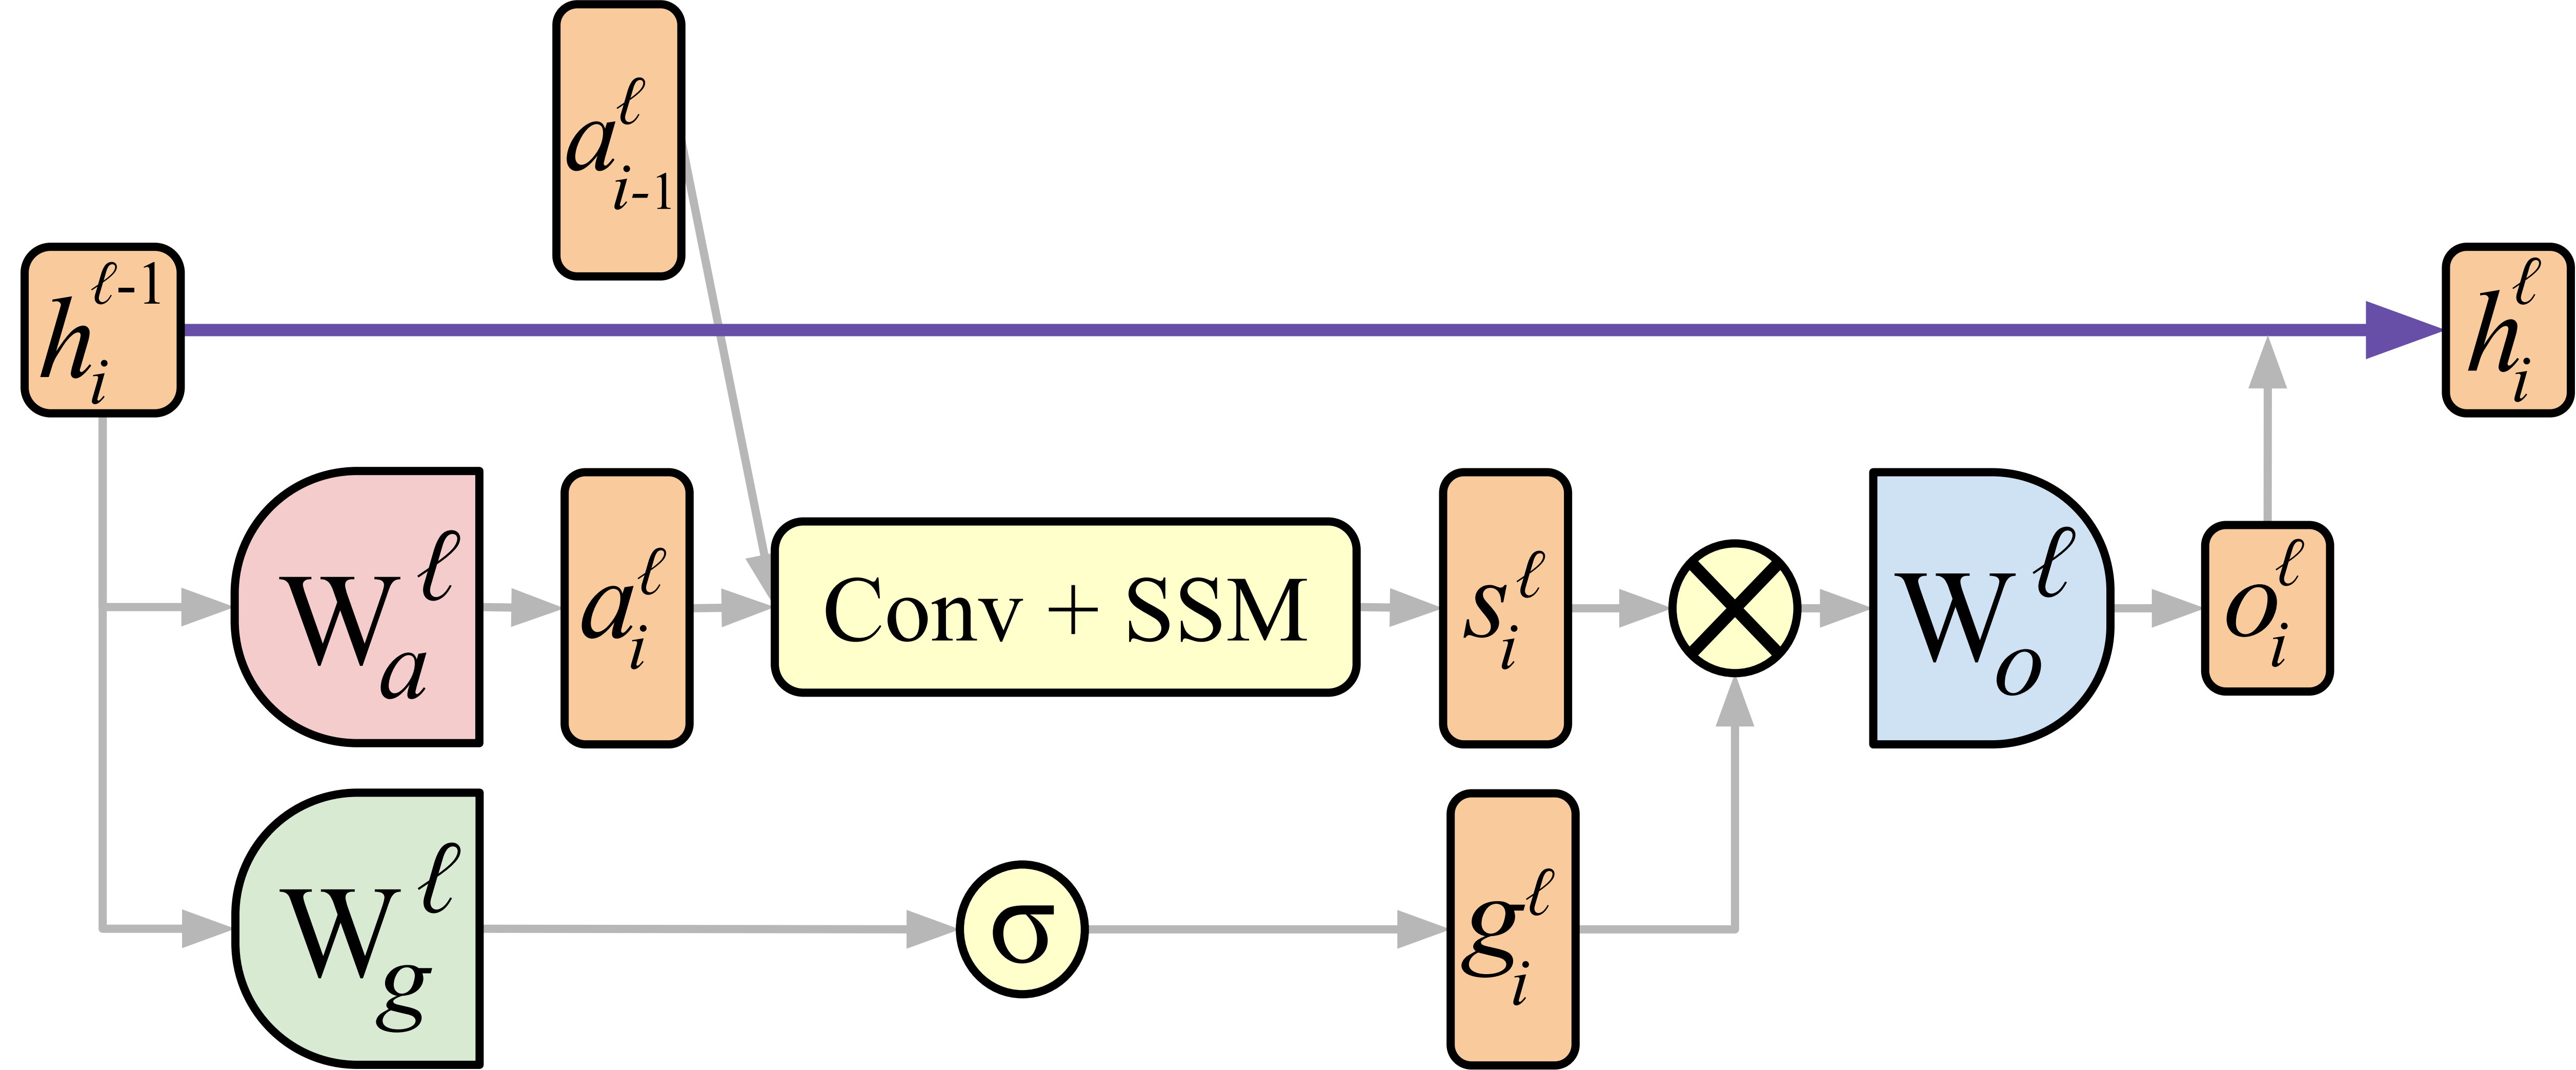 a^ℓ_{i-1}
h^{ℓ-1}_i
h^ℓ_i
W^ℓ_a
a^ℓ_i
Conv + SSM
s^ℓ_i
W^ℓ_o
o^ℓ_i
W^ℓ_g
σ
g^ℓ_i